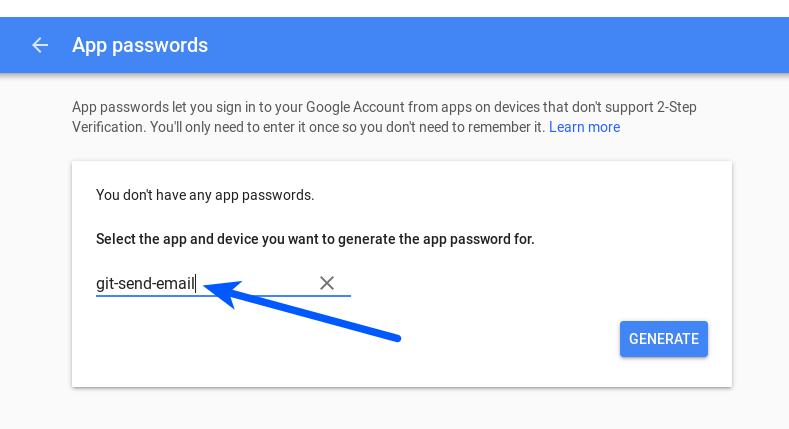 App passwords
App passwords let you sign in to your Google Account from apps on devices that don't support 2-Step
Verification. You'll only need to enter it once so you don't need to remember it. Learn more
You don't have any app passwords.
Select the app and device you want to generate the app password for.
git-send-email
GENERATE